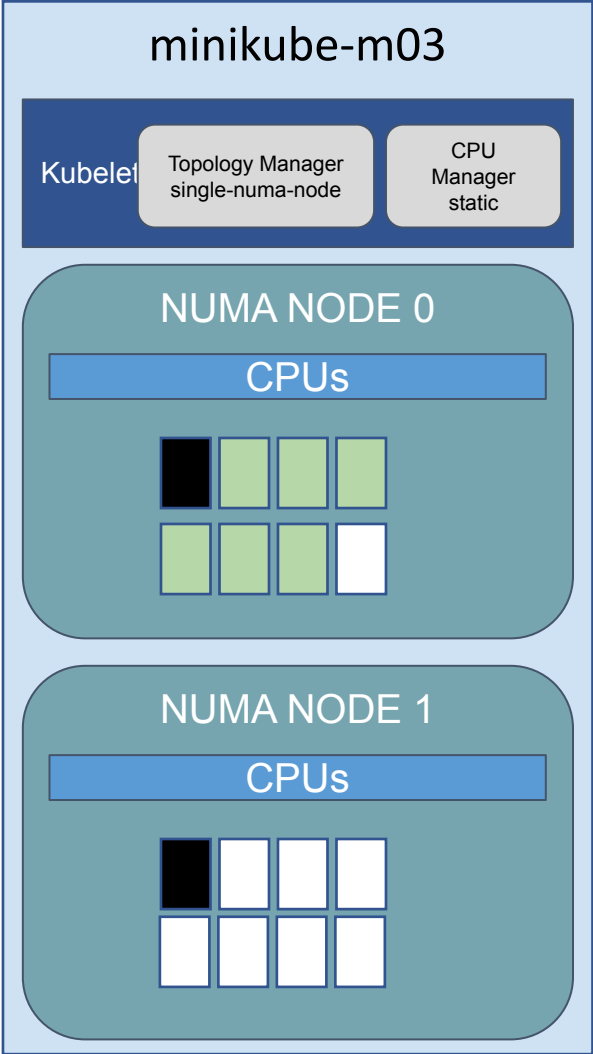 minikube-m03
Kubelet
Topology Manager
single-numa-node
CPU
Manager
static
NUMA NODE 0
CPUs
NUMA NODE 1
CPUs